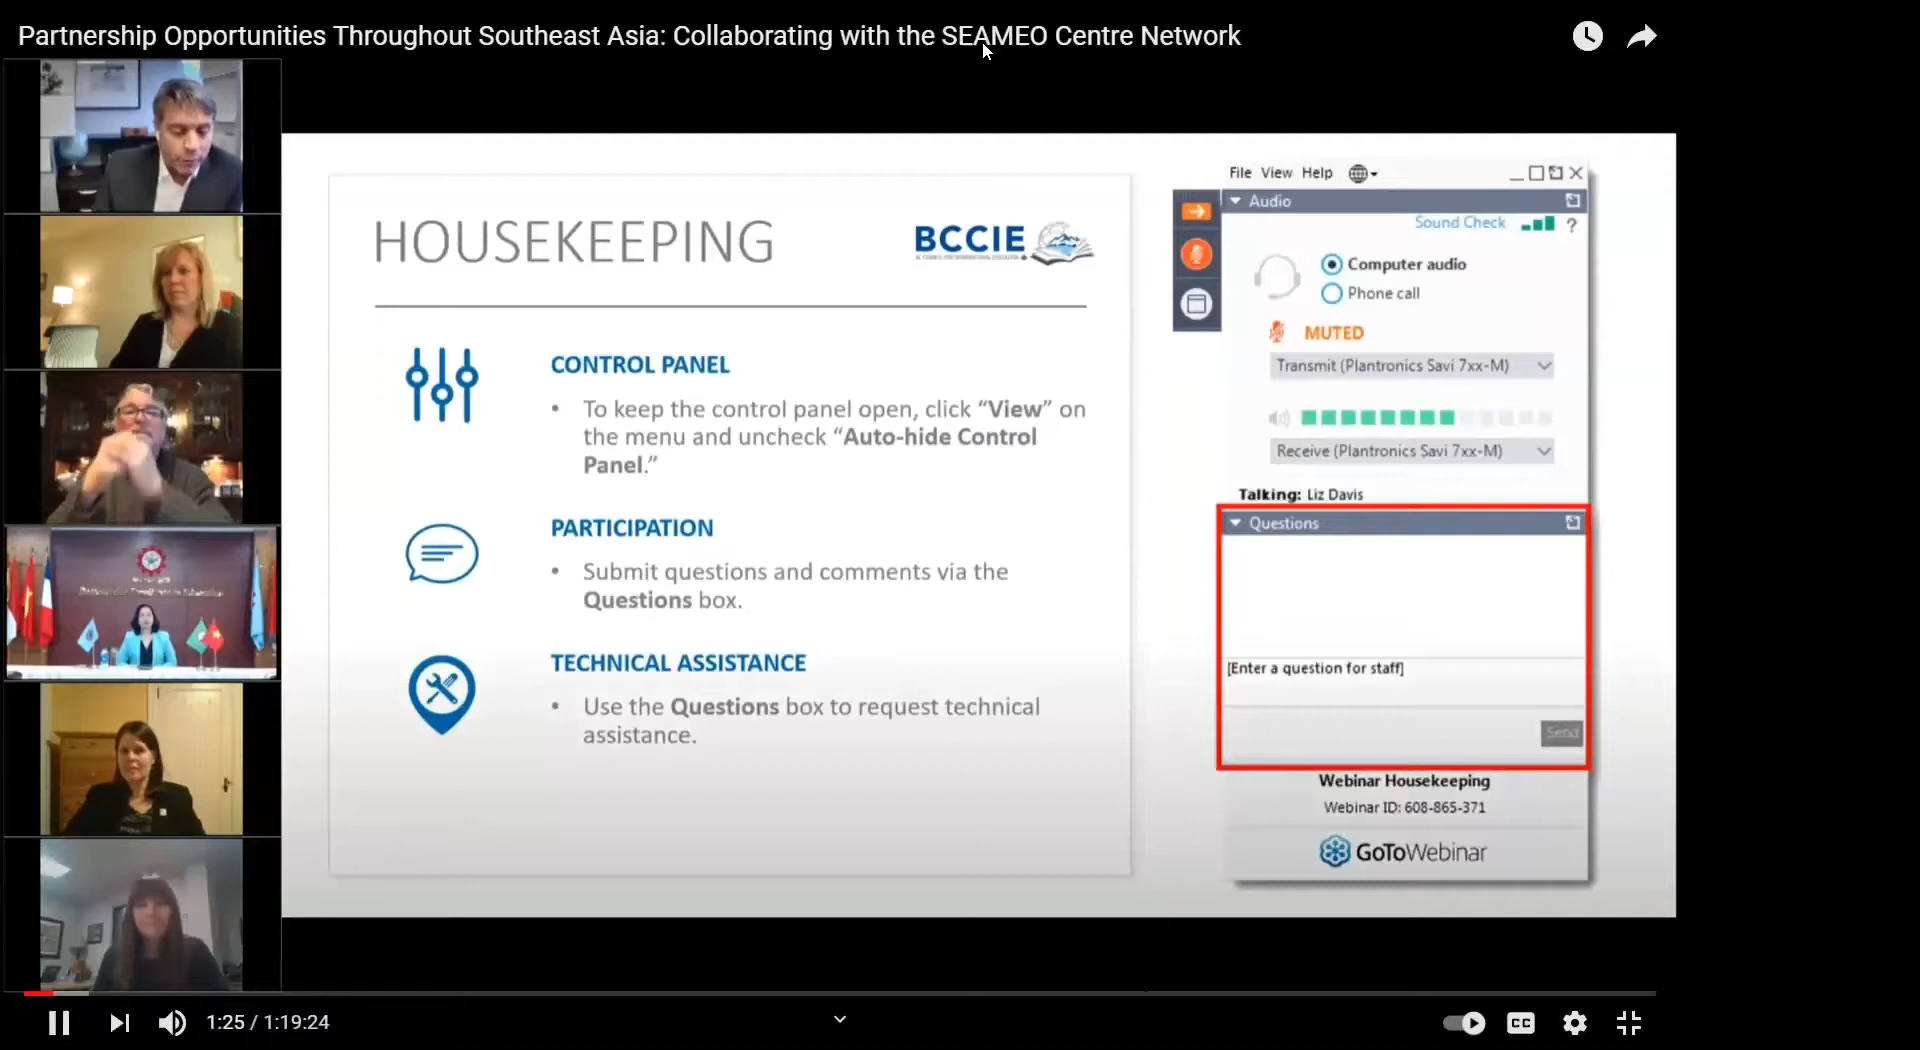 Partnership Opportunities Throughout Southeast Asia: Collaborating with the SEAMEO Centre Network
HOUSEKEEPING
BCCIE
CONTROL PANEL
• To keep the control panel open, click “View” on
the menu and uncheck “Auto-hide Control
Panel.”
PARTICIPATION
• Submit questions and comments via the
Questions box.
TECHNICAL ASSISTANCE
• Use the Questions box to request technical
assistance.
File View Help
Audio
Sound Check
?
Computer audio
Phone call
MUTED
Transmit (Plantronics Savi 7xx-M)
Receive (Plantronics Savi 7xx-M)
Talking: Liz Davis
Questions
[Enter a question for staff]
Send
Webinar Housekeeping
Webinar ID: 608-865-371
GoToWebinar
1:25 / 1:19:24
CC